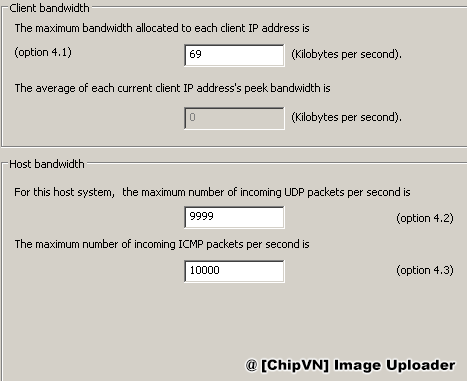 Client bandwidth
The maximum bandwidth allocated to each client IP address is
(option 4.1) 69 (Kilobytes per second).
The average of each current client IP address's peek bandwidth is
0 (Kilobytes per second).
Host bandwidth
For this host system, the maximum number of incoming UDP packets per second is
9999 (option 4.2)
The maximum number of incoming ICMP packets per second is
10000 (option 4.3)
@ [ChipVN] Image Uploader